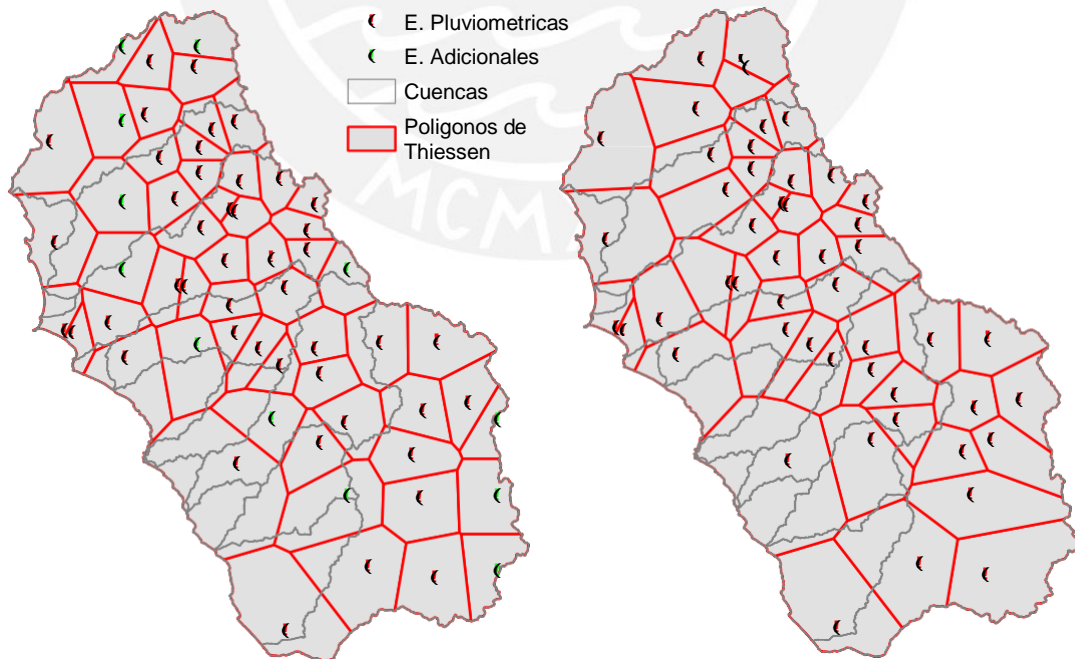 E. Pluviometricas
E. Adicionales
Cuencas
Poligonos de
Thiessen